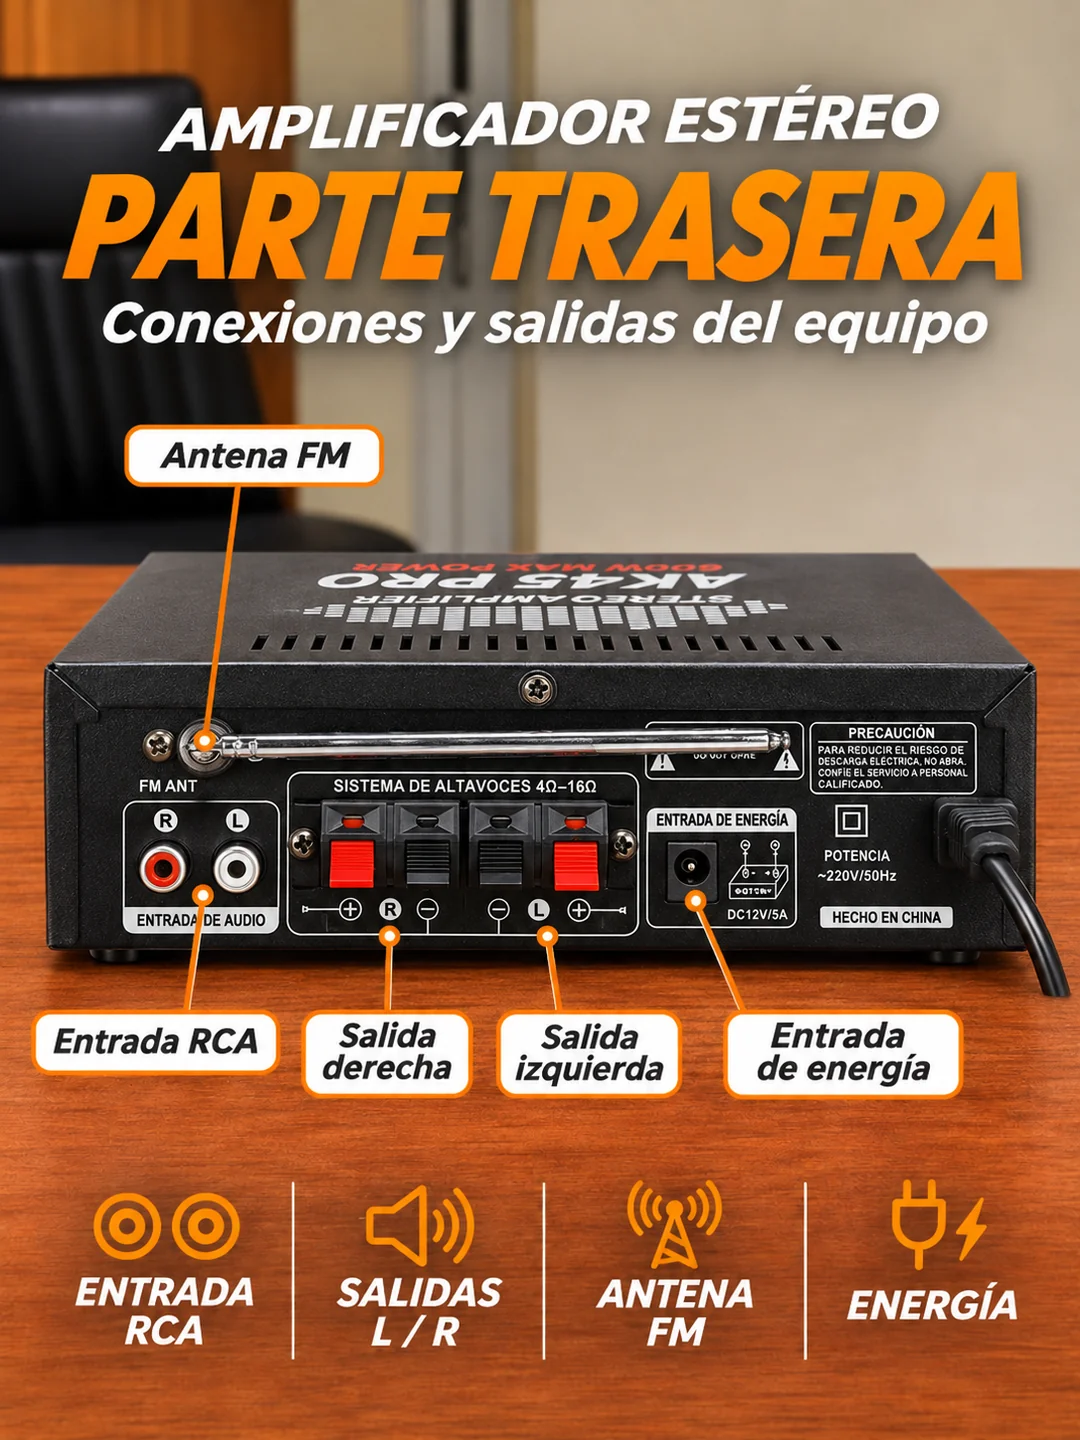 AMPLIFICADOR ESTÉREO
PARTE TRASERA
Conexiones y salidas del equipo
Antena FM
600W MAX POWER
AK45 PRO
STEREO AMPLIFIER
PRECAUCIÓN
PARA REDUCIR EL RIESGO DE
DESCARGA ELÉCTRICA, NO ABRA.
CONFÍE EL SERVICIO A PERSONAL
CALIFICADO.
DO NOT OPEN
FM ANT
SISTEMA DE ALTAVOCES 4Ω–16Ω
R L
ENTRADA DE AUDIO
+ R − − L +
ENTRADA DE ENERGÍA
DC12V/5A
POTENCIA
~220V/50Hz
HECHO EN CHINA
Entrada RCA
Salida
derecha
Salida
izquierda
Entrada
de energía
ENTRADA
RCA
SALIDAS
L / R
ANTENA
FM
ENERGÍA